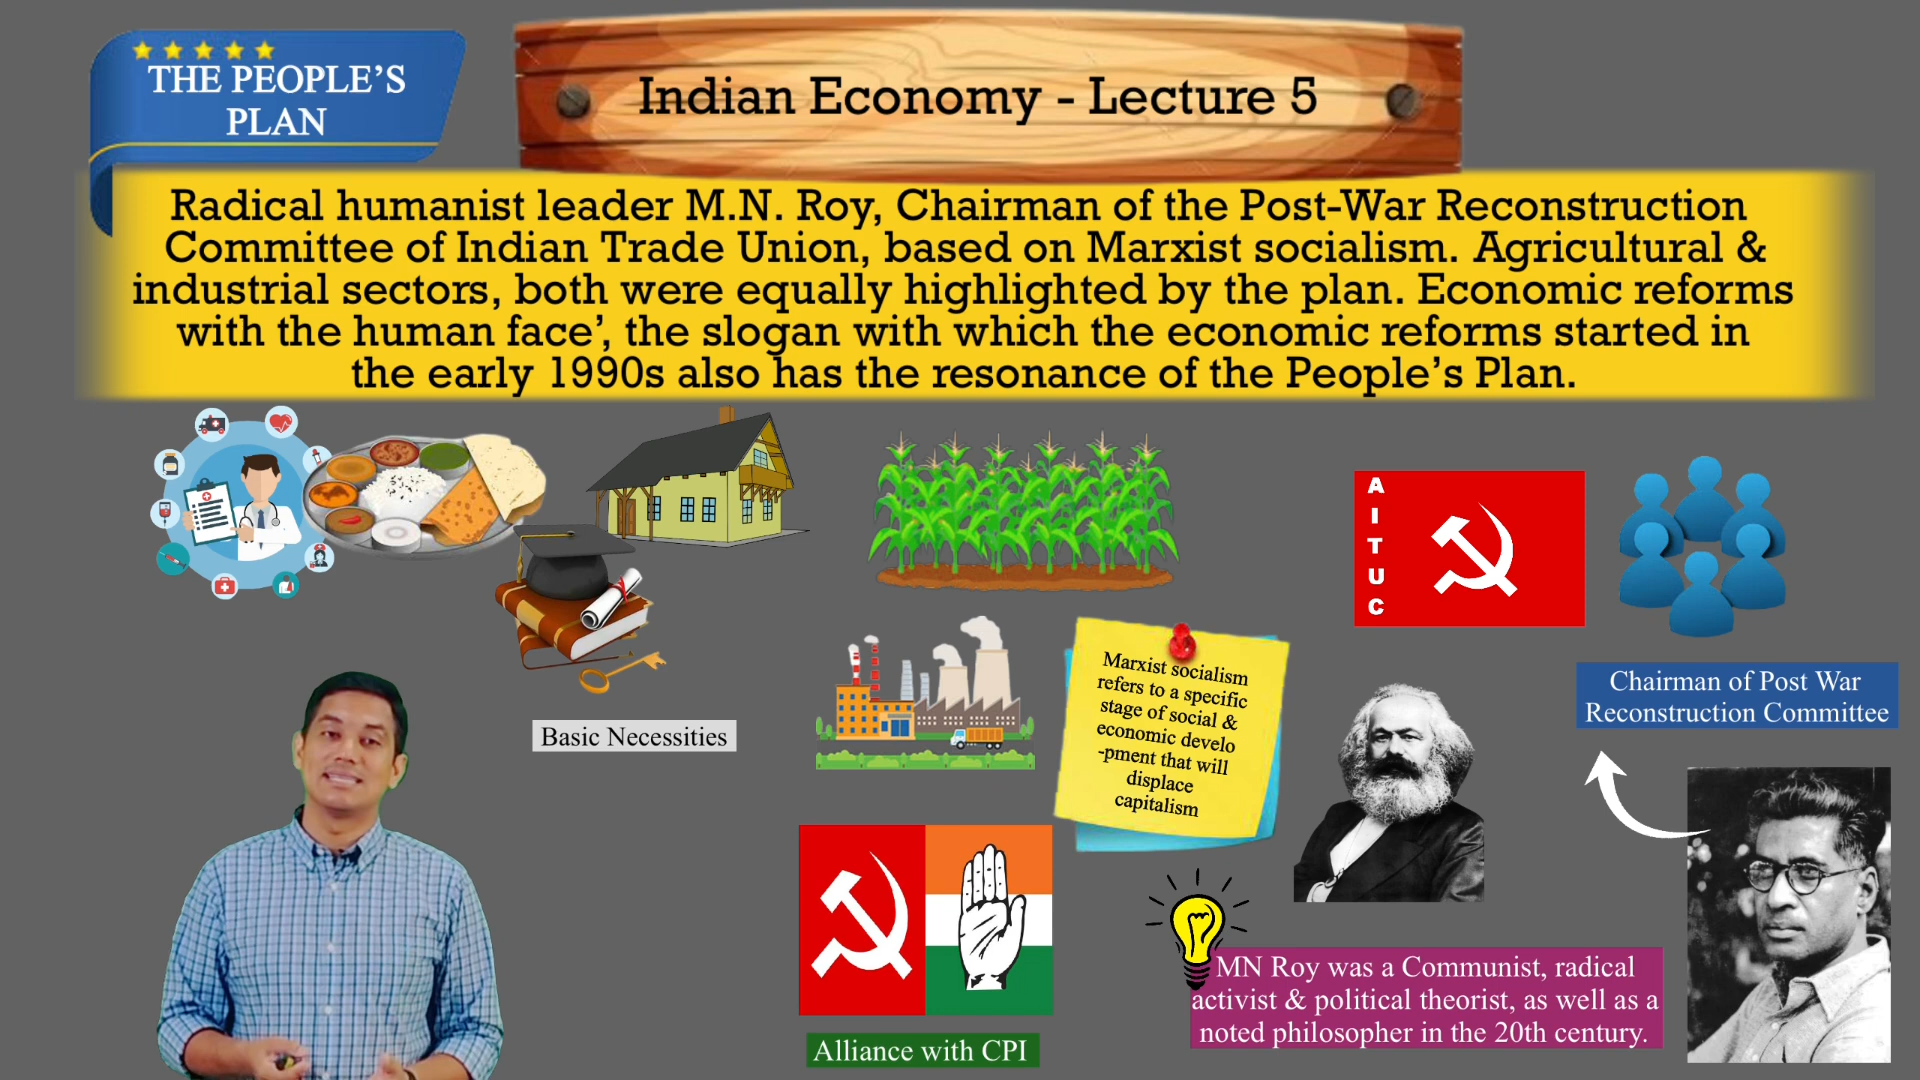 THE PEOPLE'S
PLAN
Indian Economy - Lecture 5
Radical humanist leader M.N. Roy, Chairman of the Post-War Reconstruction
Committee of Indian Trade Union, based on Marxist socialism. Agricultural &
industrial sectors, both were equally highlighted by the plan. Economic reforms
with the human face’, the slogan with which the economic reforms started in
the early 1990s also has the resonance of the People’s Plan.
A
I
T
U
C
Marxist socialism
refers to a specific
stage of social &
economic develo
-pment that will
displace
capitalism
Chairman of Post War
Reconstruction Committee
Basic Necessities
MN Roy was a Communist, radical
activist & political theorist, as well as a
noted philosopher in the 20th century.
Alliance with CPI